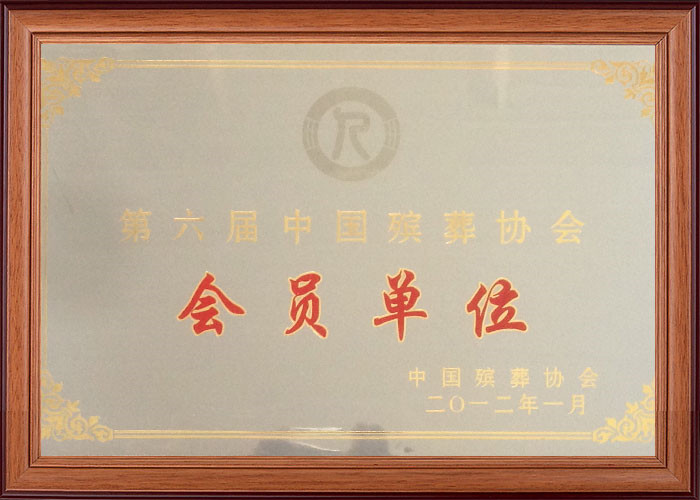 第六届中国殡葬协会
会员单位
中国殡葬协会
二〇一二年一月